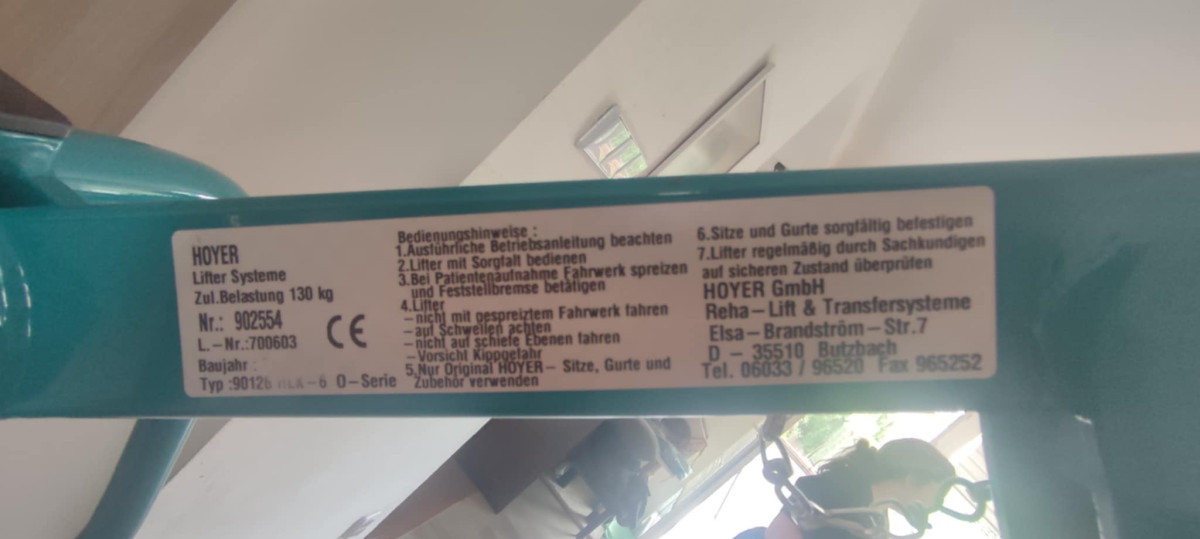 HOYER
Lifter Systeme
Zul.Belastung 130 kg
Nr.: 902554
L.-Nr.:700603
CE
Baujahr :
Typ :9012 -6 O-Serie
Bedienungshinweise :
1.Ausführliche Betriebsanleitung beachten
2.Lifter mit Sorgfalt bedienen
3.Bei Patientenaufnahme Fahrwerk spreizen
und Feststellbremse betätigen
4.Lifter
-nicht mit gespreiztem Fahrwerk fahren
-auf Schwellen achten
-nicht auf schiefe Ebenen fahren
-Vorsicht Kippgefahr
5.Nur Original HOYER- Sitze, Gurte und
Zubehör verwenden
6.Sitze und Gurte sorgfältig befestigen
7.Lifter regelmäßig durch Sachkundigen
auf sicheren Zustand überprüfen
HOYER GmbH
Reha-Lift & Transfersysteme
Elsa-Brandström-Str.7
D - 35510 Butzbach
Tel. 06033 / 96520 Fax 965252